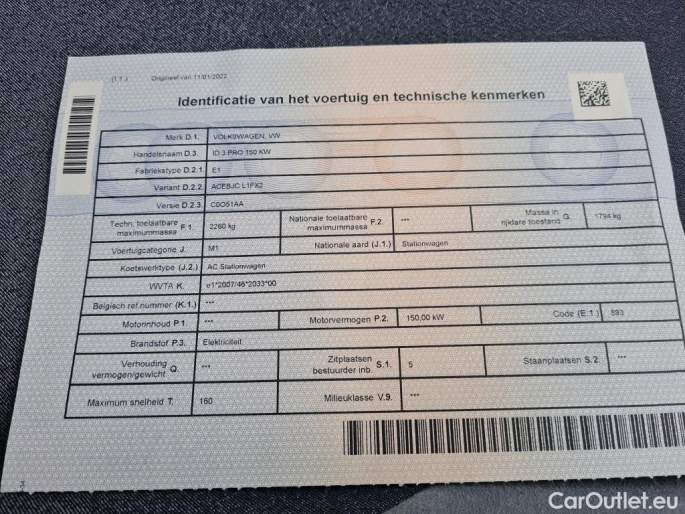 (I.1.) Origineel van 11/01/2022
Identificatie van het voertuig en technische kenmerken
Merk D.1. VOLKSWAGEN, VW
Handelsnaam D.3. ID.3 PRO 150 KW
Fabriekstype D.2.1. E1
Variant D.2.2. ACEBJC L1PX2
Versie D.2.3.
Techn. toelaatbare maximummassa F.1. 2260 kg Nationale toelaatbare maximummassa F.2. *** Massa in rijklare toestand G. 1794 kg
Voertuigcategorie J. M1 Nationale aard (J.1.) Stationwagen
Koetswerktype (J.2.) AC Stationwagen
WVTA K. e1*2007/46*2033*00
Belgisch ref.nummer (K.1.) ***
Motorinhoud P.1. *** Motorvermogen P.2. 150,00 kW Code (E.1.) 893
Brandstof P.3. Elektriciteit
Verhouding vermogen/gewicht Q. *** Zitplaatsen bestuurder inb. S.1. 5 Staanplaatsen S.2. ***
Maximum snelheid T. 160 Milieuklasse V.9. ***
CarOutlet.eu